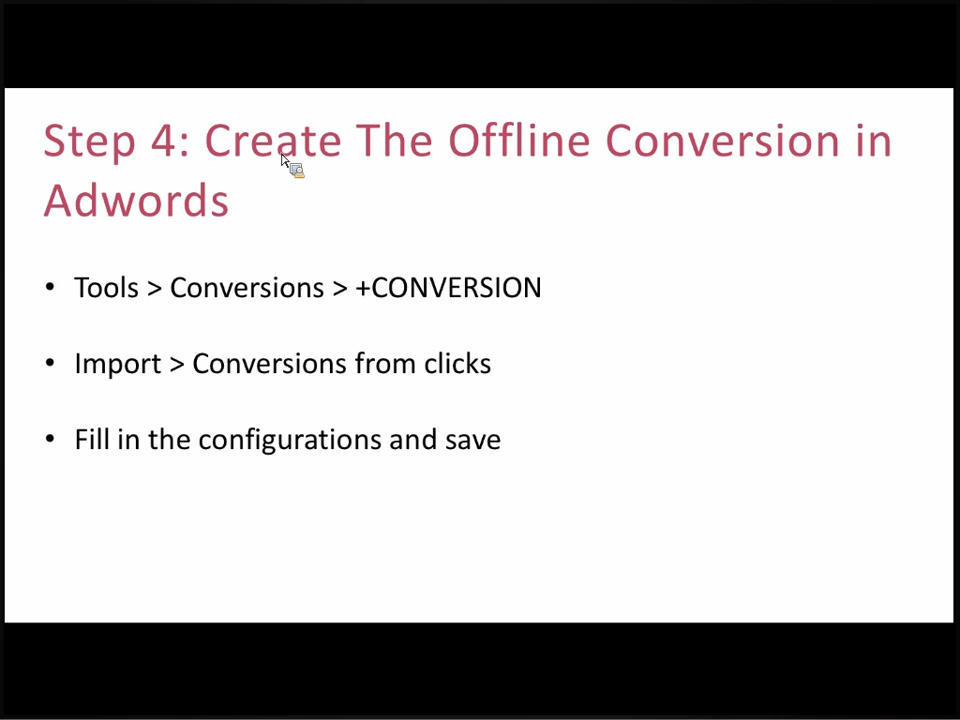 Step 4: Create The Offline Conversion in
Adwords
• Tools > Conversions > +CONVERSION
• Import > Conversions from clicks
• Fill in the configurations and save